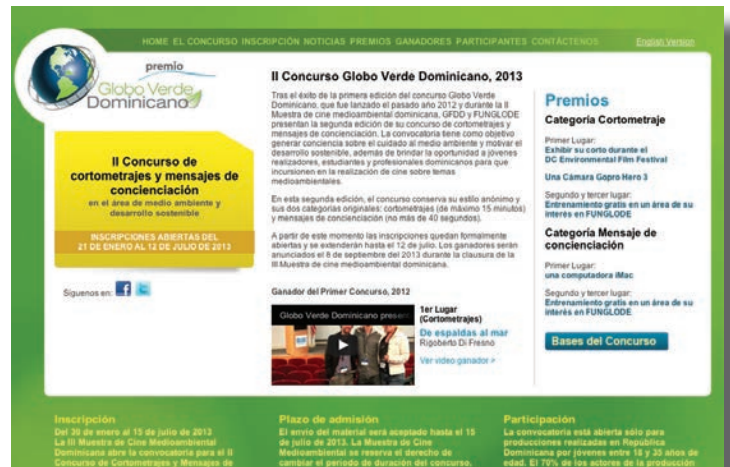 HOME EL CONCURSO INSCRIPCIÓN NOTICIAS PREMIOS GANADORES PARTICIPANTES CONTÁCTENOS English Version
premio
Globo Verde
Dominicano
II Concurso de
cortometrajes y mensajes de
concienciación
en el área de medio ambiente y
desarrollo sostenible
INSCRIPCIONES ABIERTAS DEL
21 DE ENERO AL 12 DE JULIO DE 2013
Síguenos en:
II Concurso Globo Verde Dominicano, 2013
Tras el éxito de la primera edición del concurso Globo Verde
Dominicano, que fue lanzado el pasado año 2012 y durante la II
Muestra de cine medioambiental dominicana, GFDD y FUNGLODE
presentan la segunda edición de su concurso de cortometrajes y
mensajes de concienciación. La convocatoria tiene como objetivo
generar conciencia sobre el cuidado al medio ambiente y motivar el
desarrollo sostenible, además de brindar la oportunidad a jóvenes
realizadores, estudiantes y profesionales dominicanos para que
incursionen en la realización de cine sobre temas
medioambientales.
En esta segunda edición, el concurso conserva su estilo anónimo y
sus dos categorías originales: cortometrajes (de máximo 15 minutos)
y mensajes de concienciación (no más de 40 segundos).
A partir de este momento las inscripciones quedan formalmente
abiertas y se extenderán hasta el 12 de julio. Los ganadores serán
anunciados el 8 de septiembre del 2013 durante la clausura de la
III Muestra de cine medioambiental dominicana.
Ganador del Primer Concurso, 2012
Globo Verde Dominicano presen
1er Lugar
(Cortometrajes)
De espaldas al mar
Rigoberto Di Fresno
Ver video ganador >
Premios
Categoría Cortometraje
Primer Lugar:
Exhibir su corto durante el
DC Environmental Film Festival
Una Cámara Gopro Hero 3
Segundo y tercer lugar:
Entrenamiento gratis en un área de su
interés en FUNGLODE
Categoría Mensaje de
concienciación
Primer Lugar:
una computadora iMac
Segundo y tercer lugar:
Entrenamiento gratis en un área de su
interés en FUNGLODE
Bases del Concurso
Inscripción
Del 30 de enero al 15 de julio de 2013
La III Muestra de Cine Medioambiental
Dominicana abre la convocatoria para el II
Concurso de Cortometrajes y Mensajes de
Plazo de admisión
El envío del material será aceptado hasta el 15
de julio de 2013. La Muestra de Cine
Medioambiental se reserva el derecho de
cambiar el periodo de duración del concurso,
Participación
La convocatoria está abierta sólo para
producciones realizadas en República
Dominicana por jóvenes entre 18 y 35 años de
edad. El 70% de los actores de la producción